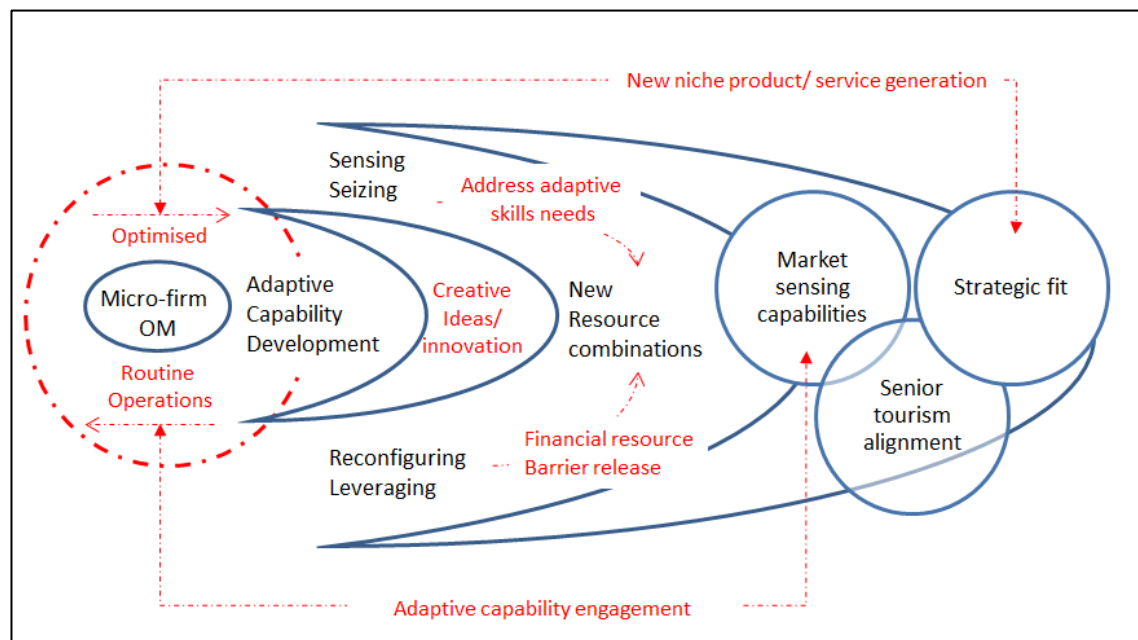 New niche product/ service generation
Sensing
Seizing
Address adaptive
skills needs
Optimised
Micro-firm
OM
Adaptive
Capability
Development
Creative
Ideas/
innovation
New
Resource
combinations
Market
sensing
capabilities
Strategic fit
Routine
Operations
Senior
tourism
alignment
Reconfiguring
Leveraging
Financial resource
Barrier release
Adaptive capability engagement